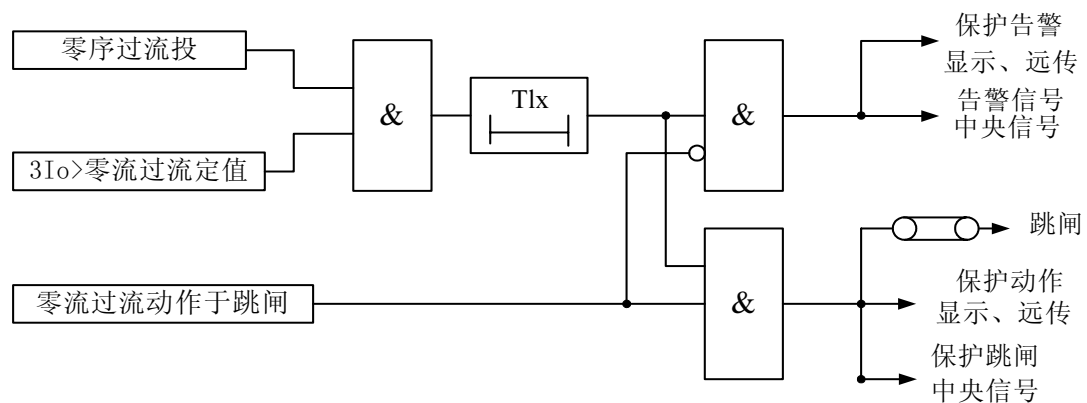 零序过流投
3Io>零流过流定值
零流过流动作于跳闸
&
Tlx
&
&
保护告警
显示、远传
告警信号
中央信号
跳闸
保护动作
显示、远传
保护跳闸
中央信号